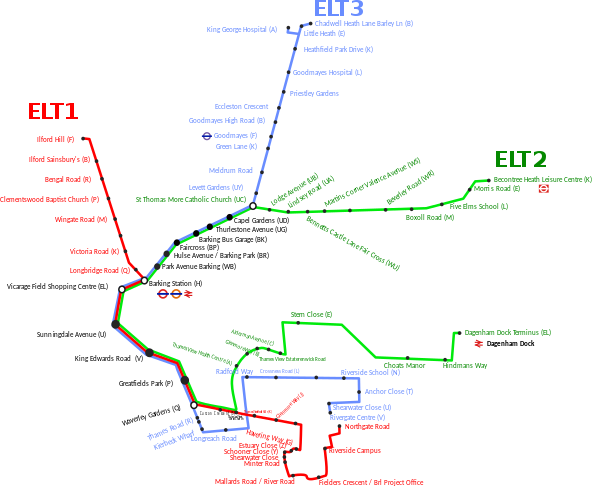 ELT3
Chadwell Heath Lane Barley Ln (B)
King George Hospital (A)
Little Heath (E)
Heathfield Park Drive (K)
Goodmayes Hospital (L)
Priestley Gardens
ELT1
Eccleston Crescent
Goodmayes High Road (B)
Goodmayes (F)
Green Lane (K)
Ilford Hill (F)
Ilford Sainsbury's (B)
ELT2
Bengal Road (R)
Meldrum Road
Becontree Heath Leisure Centre (K)
Morris Road (E)
Levett Gardens (UY)
Lodge Avenue (UB)
Lindsey Road (UA)
Martins Corner Valence Avenue (WS)
Beverley Road (WR)
Clementswood Baptist Church (P)
St Thomas More Catholic Church (UC)
Five Elms School (L)
Boxoll Road (M)
Wingate Road (M)
Capel Gardens (UD)
Thurlestone Avenue (UG)
Bennetts Castle Lane Fair Cross (WU)
Barking Bus Garage (BK)
Faircross (BP)
Victoria Road (K)
Hulse Avenue / Barking Park (BR)
Park Avenue Barking (WB)
Longbridge Road (Q)
Vicarage Field Shopping Centre (EL)
Barking Station (H)
Stem Close (E)
Sunningdale Avenue (U)
Dagenham Dock Terminus (EL)
Dagenham Dock
King Edwards Road (V)
Thames View Estate
Choats Manor
Hindmans Way
Radford Way
Riverside School (N)
Greatfields Park (P)
Anchor Close (T)
Waverley Gardens (Q)
Shearwater Close (U)
Rivergate Centre (V)
Thames Road (R)
Northgate Road
Longreach Road
Estuary Close (Z)
Schooner Close (Y)
Shearwater Close
Minter Road
Riverside Campus
Mallards Road / River Road
Fielders Crescent / Brl Project Office